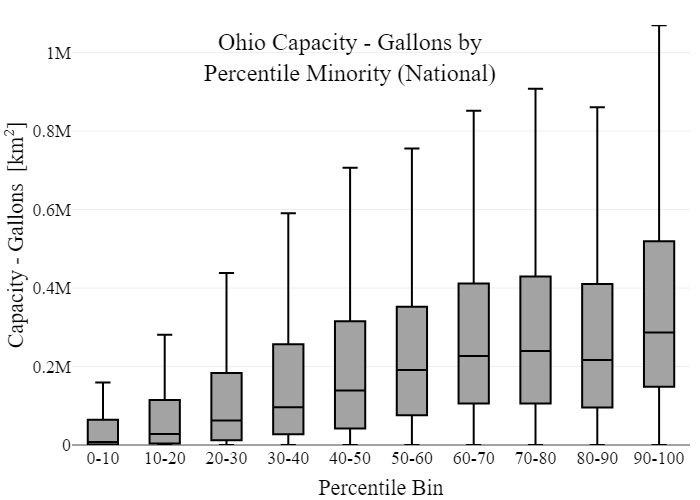 Ohio Capacity - Gallons by
Percentile Minority (National)
Capacity - Gallons [km²]
1M
0.8M
0.6M
0.4M
0.2M
0
0-10 10-20 20-30 30-40 40-50 50-60 60-70 70-80 80-90 90-100
Percentile Bin